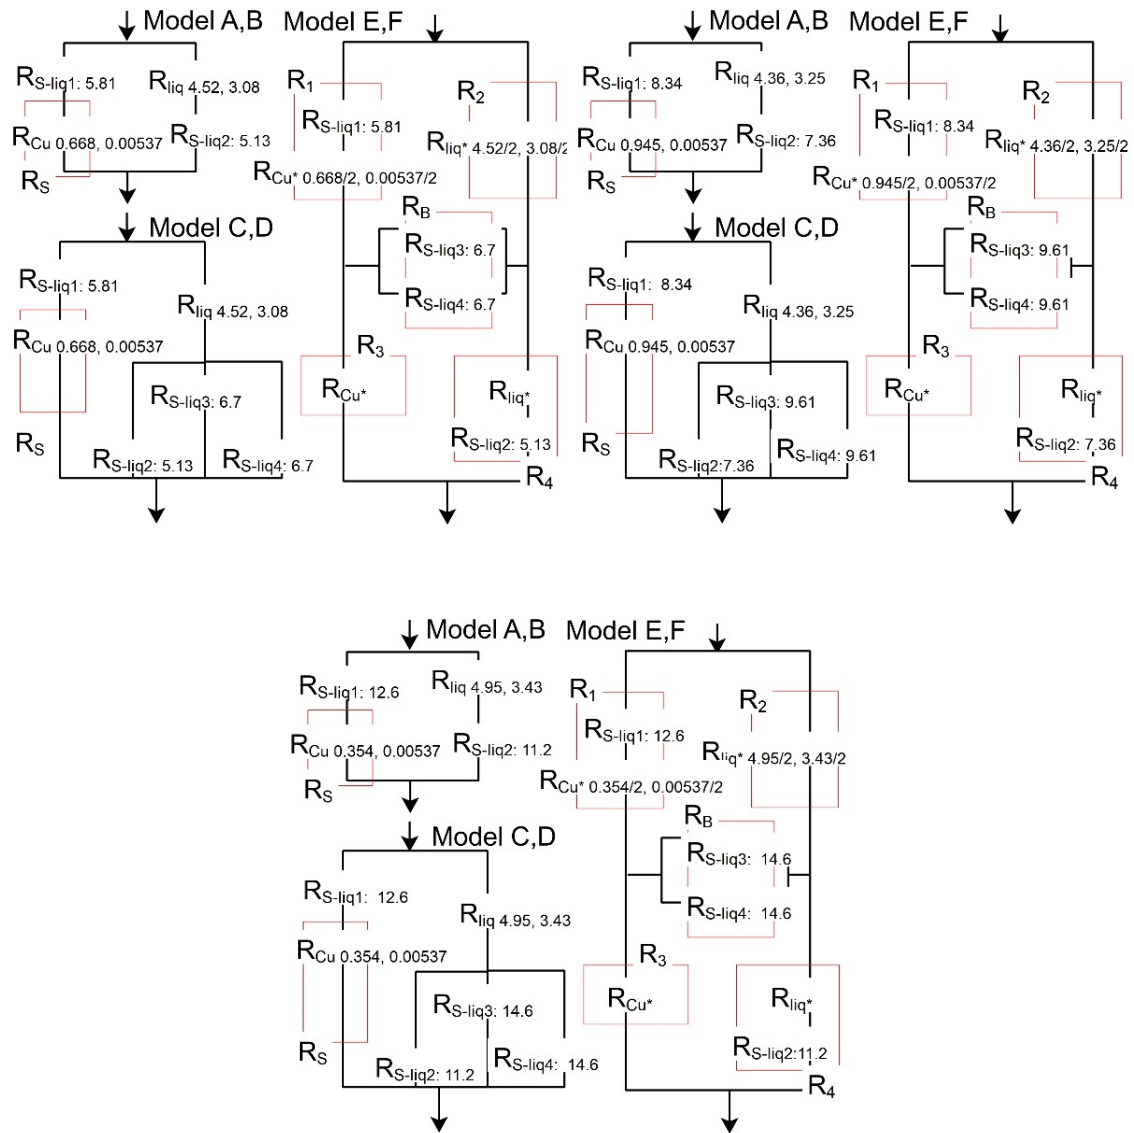 Model A,B
RS-liq1: 5.81
Rliq 4.52, 3.08
RCu 0.668, 0.00537
RS-liq2: 5.13
RS
Model C,D
RS-liq1: 5.81
Rliq 4.52, 3.08
RCu 0.668, 0.00537
RS-liq3: 6.7
RS
RS-liq2: 5.13
RS-liq4: 6.7
Model E,F
R1
R2
RS-liq1: 5.81
Rliq* 4.52/2, 3.08/2
RCu* 0.668/2, 0.00537/2
RB
RS-liq3: 6.7
RS-liq4: 6.7
R3
RCu*
Rliq*
RS-liq2: 5.13
R4
Model A,B
RS-liq1: 8.34
Rliq 4.36, 3.25
RCu 0.945, 0.00537
RS-liq2: 7.36
RS
Model C,D
RS-liq1: 8.34
Rliq 4.36, 3.25
RCu 0.945, 0.00537
RS-liq3: 9.61
RS
RS-liq2:7.36
RS-liq4: 9.61
Model E,F
R1
R2
RS-liq1: 8.34
Rliq* 4.36/2, 3.25/2
RCu* 0.945/2, 0.00537/2
RB
RS-liq3: 9.61
RS-liq4: 9.61
R3
RCu*
Rliq*
RS-liq2: 7.36
R4
Model A,B
RS-liq1: 12.6
Rliq 4.95, 3.43
RCu 0.354, 0.00537
RS-liq2: 11.2
RS
Model C,D
RS-liq1: 12.6
Rliq 4.95, 3.43
RCu 0.354, 0.00537
RS-liq3: 14.6
RS
RS-liq2: 11.2
RS-liq4: 14.6
Model E,F
R1
R2
RS-liq1: 12.6
Rliq* 4.95/2, 3.43/2
RCu* 0.354/2, 0.00537/2
RB
RS-liq3: 14.6
RS-liq4: 14.6
R3
RCu*
Rliq*
RS-liq2:11.2
R4